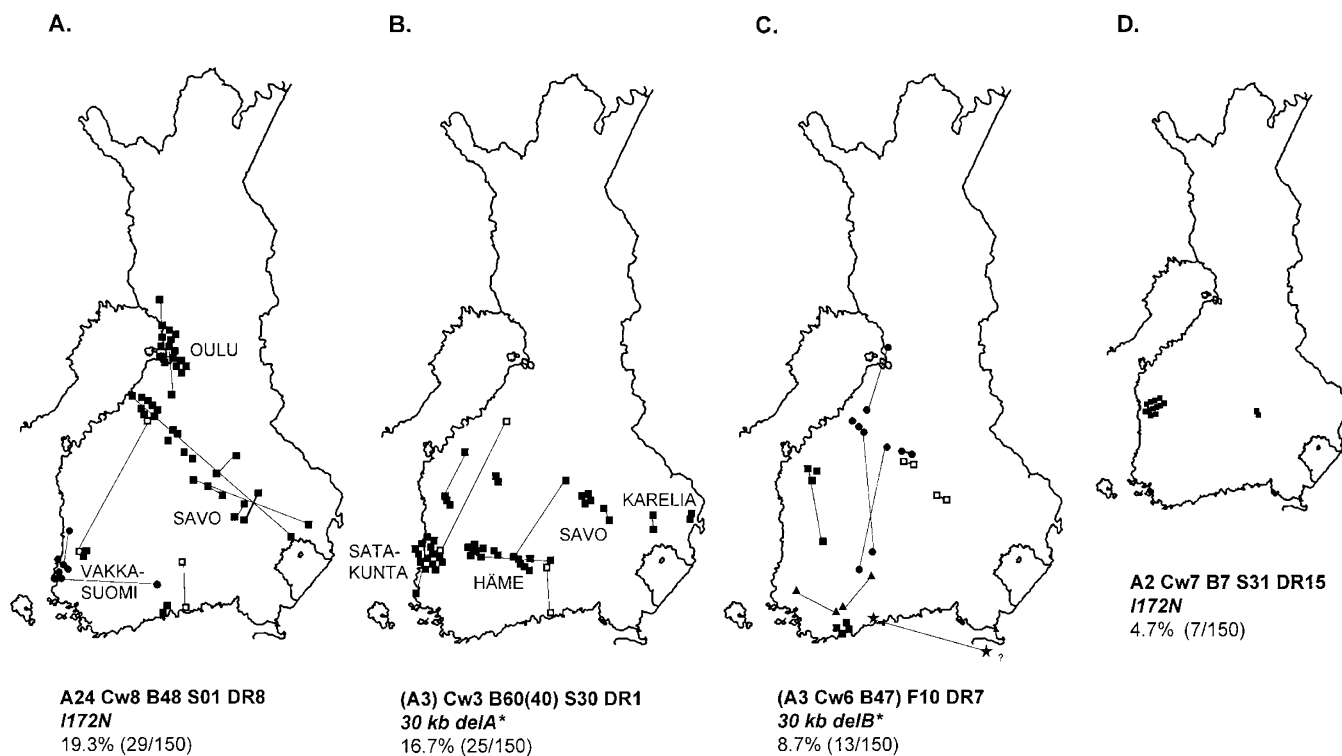 A.
B.
C.
D.
OULU
SAVO
VAKKA-
SUOMI
SATA-
KUNTA
HÄME
SAVO
KARELIA
?
A24 Cw8 B48 S01 DR8
I172N
19.3% (29/150)
(A3) Cw3 B60(40) S30 DR1
30 kb delA*
16.7% (25/150)
(A3 Cw6 B47) F10 DR7
30 kb delB*
8.7% (13/150)
A2 Cw7 B7 S31 DR15
I172N
4.7% (7/150)